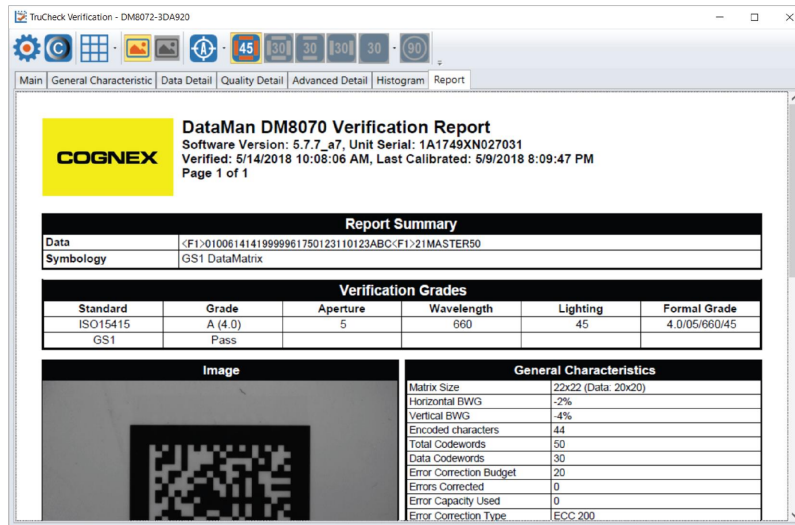 TruCheck Verification - DM8072-3DA920
45 30 30 30 30 90
Main General Characteristic Data Detail Quality Detail Advanced Detail Histogram Report
COGNEX
DataMan DM8070 Verification Report
Software Version: 5.7.7_a7, Unit Serial: 1A1749XN027031
Verified: 5/14/2018 10:08:06 AM, Last Calibrated: 5/9/2018 8:09:47 PM
Page 1 of 1
Report Summary
Data <F1>01006141419999961750123110123ABC<F1>21MASTER50
Symbology GS1 DataMatrix
Verification Grades
Standard Grade Aperture Wavelength Lighting Formal Grade
ISO15415 A (4.0) 5 660 45 4.0/05/660/45
GS1 Pass
Image
General Characteristics
Matrix Size 22x22 (Data: 20x20)
Horizontal BWG -2%
Vertical BWG -4%
Encoded characters 44
Total Codewords 50
Data Codewords 30
Error Correction Budget 20
Errors Corrected 0
Error Capacity Used 0
Error Correction Type ECC 200